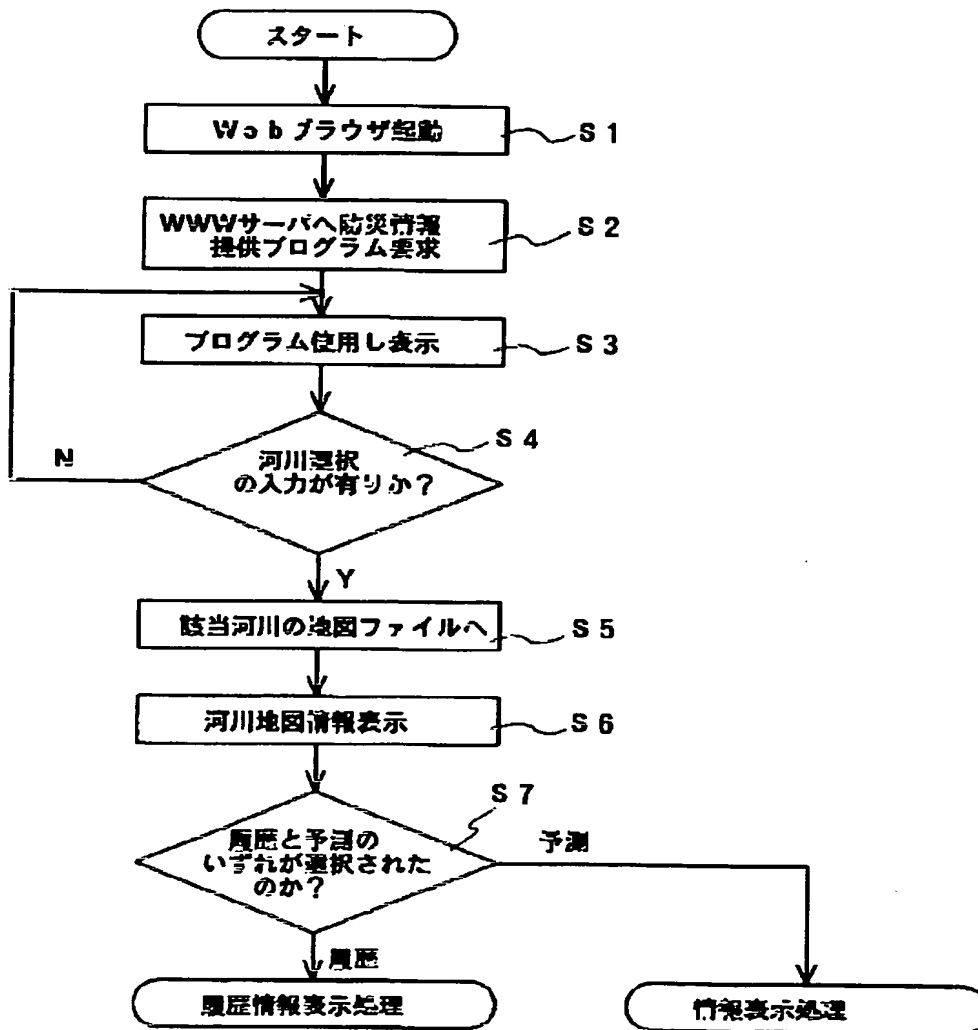 スタート
Webブラウザ起動
S1
WWWサーバへ防災情報
提供プログラム要求
S2
プログラム使用し表示
S3
S4
河川選択
の入力が有りか？
N
Y
該当河川の地図ファイルへ
S5
河川地図情報表示
S6
S7
履歴と予測の
いずれが選択された
のか？
予測
履歴
履歴情報表示処理
情報表示処理